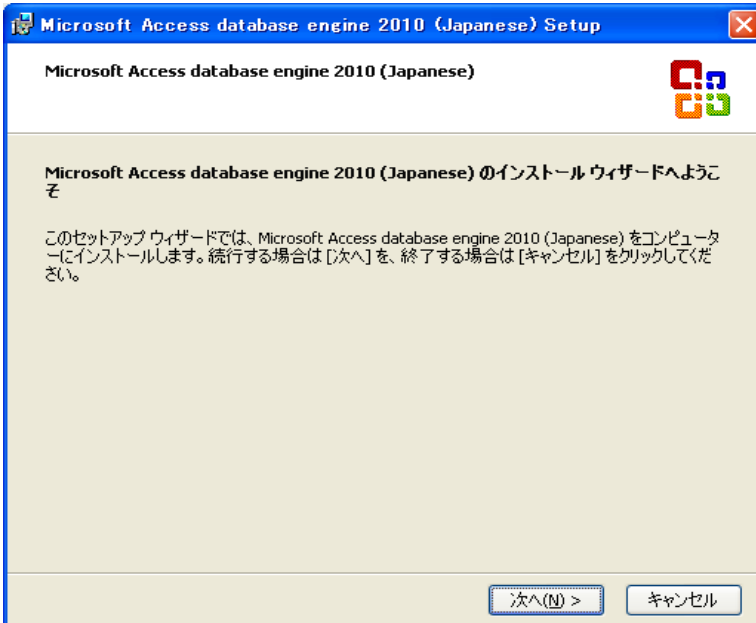 Microsoft Access database engine 2010 (Japanese) Setup
Microsoft Access database engine 2010 (Japanese)
Microsoft Access database engine 2010 (Japanese) のインストール ウィザードへようこ
そ
このセットアップ ウィザードでは、Microsoft Access database engine 2010 (Japanese) をコンピュータ
ーにインストールします。続行する場合は [次へ] を、終了する場合は [キャンセル] をクリックしてくだ
さい。
次へ(N) >
キャンセル